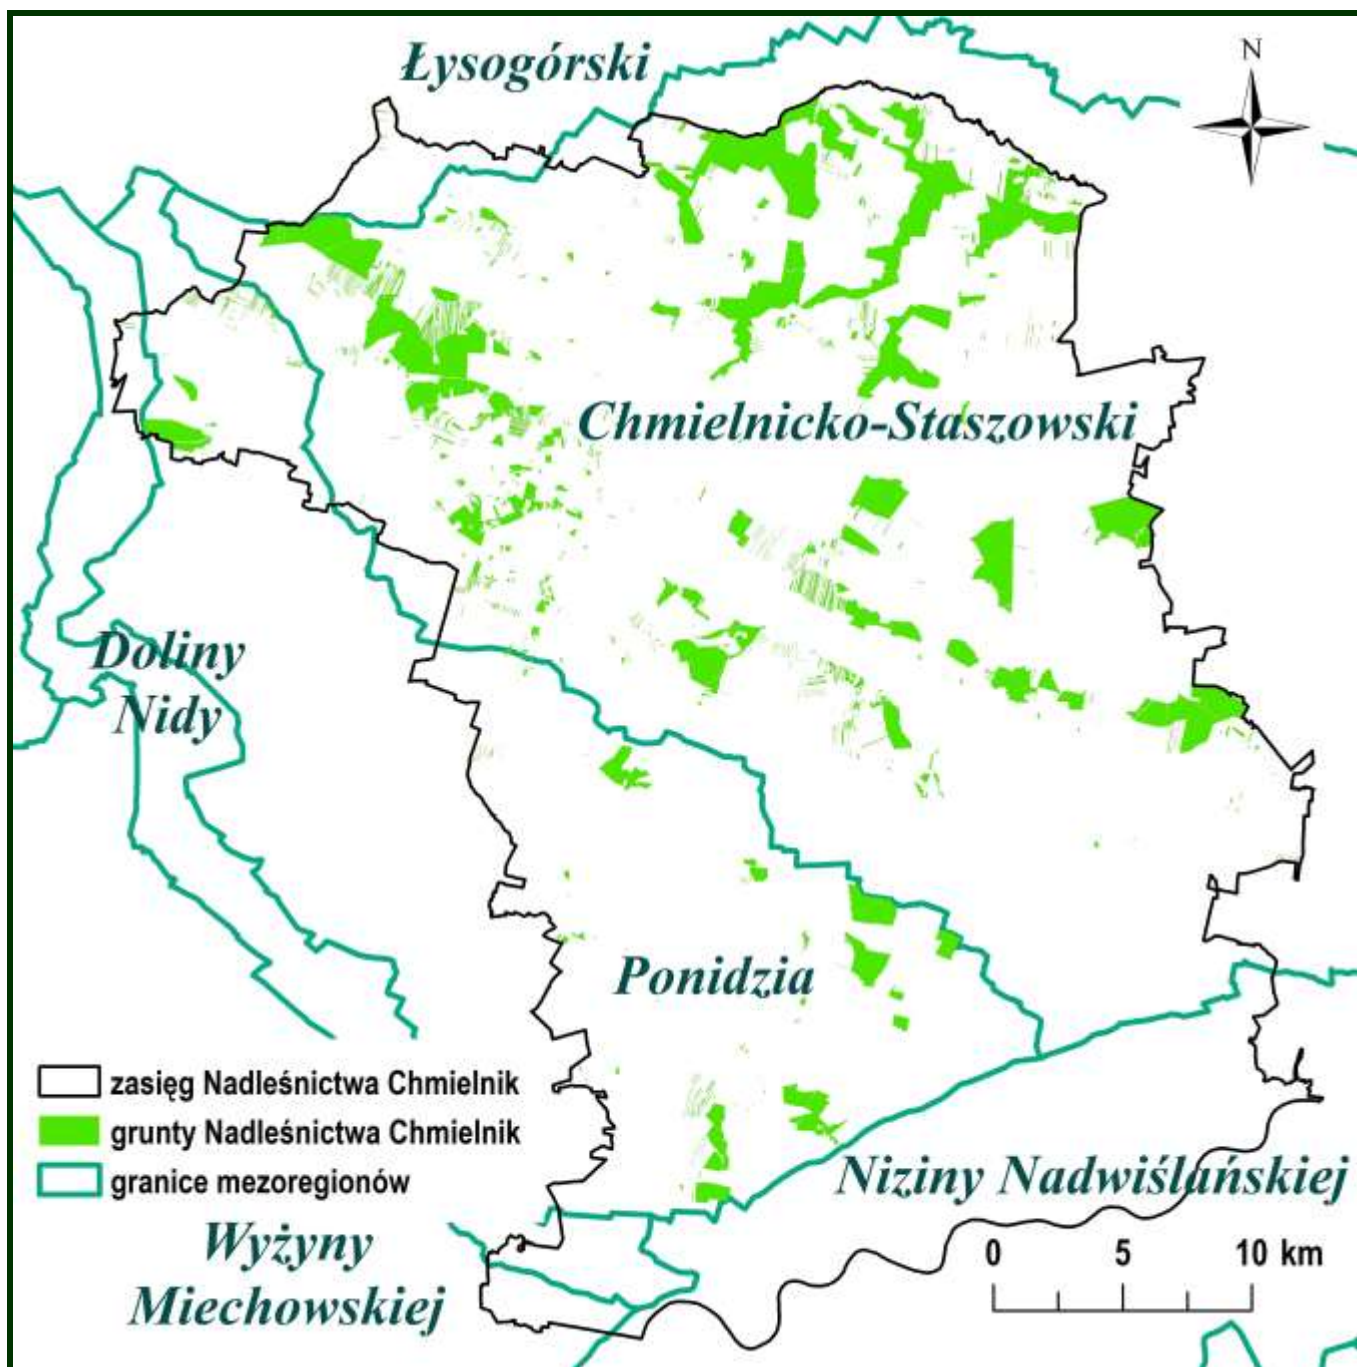 Łysogórski
N
Chmielnicko-Staszowski
Doliny
Nidy
Ponidzia
zasięg Nadleśnictwa Chmielnik
grunty Nadleśnictwa Chmielnik
granice mezoregionów
Niziny Nadwiślańskiej
Wyżyny
Miechowskiej
0 5 10 km